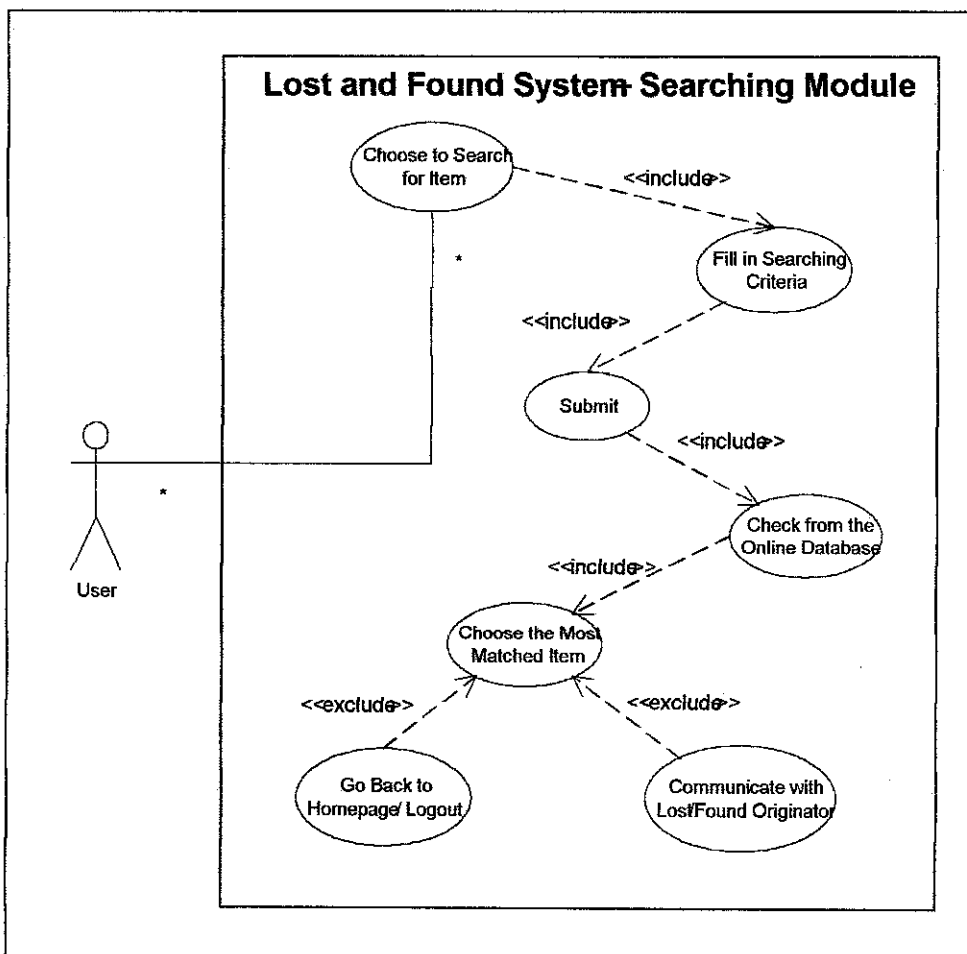 Lost and Found System- Searching Module
Choose to Search
for Item
<<include>>
*
Fill in Searching
Criteria
<<include>>
Submit
<<include>>
*
User
Check from the
Online Database
<<include>>
Choose the Most
Matched Item
<<exclude>>
<<exclude>>
Go Back to
Homepage/ Logout
Communicate with
Lost/Found Originator